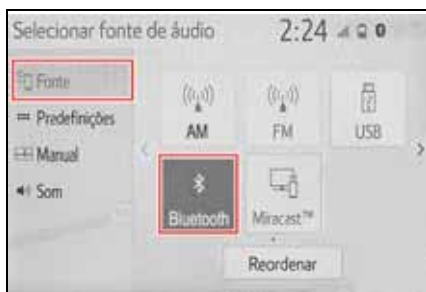 Selecionar fonte de áudio 2:24
Fonte
Predefinições
Manual
Som
AM
FM
USB
Bluetooth
Miracast™
Reordenar